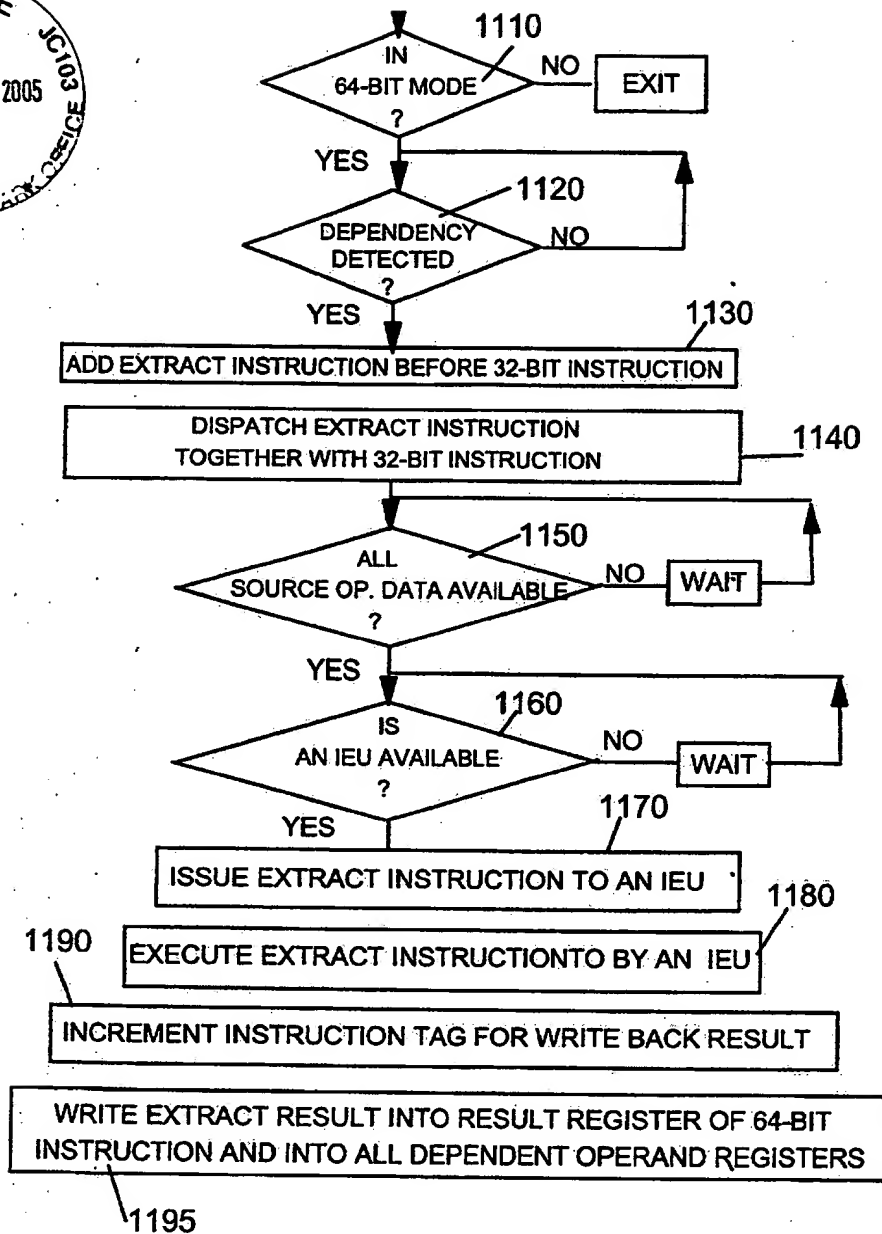 JC103
2005
OFFICE
1110
IN
64-BIT MODE
?
NO
EXIT
YES
1120
DEPENDENCY
DETECTED
?
NO
YES
1130
ADD EXTRACT INSTRUCTION BEFORE 32-BIT INSTRUCTION
DISPATCH EXTRACT INSTRUCTION
TOGETHER WITH 32-BIT INSTRUCTION
1140
1150
ALL
SOURCE OP. DATA AVAILABLE
?
NO
WAIT
YES
1160
IS
AN IEU AVAILABLE
?
NO
WAIT
YES
1170
ISSUE EXTRACT INSTRUCTION TO AN IEU
1180
EXECUTE EXTRACT INSTRUCTIONTO BY AN IEU
1190
INCREMENT INSTRUCTION TAG FOR WRITE BACK RESULT
WRITE EXTRACT RESULT INTO RESULT REGISTER OF 64-BIT
INSTRUCTION AND INTO ALL DEPENDENT OPERAND REGISTERS
1195